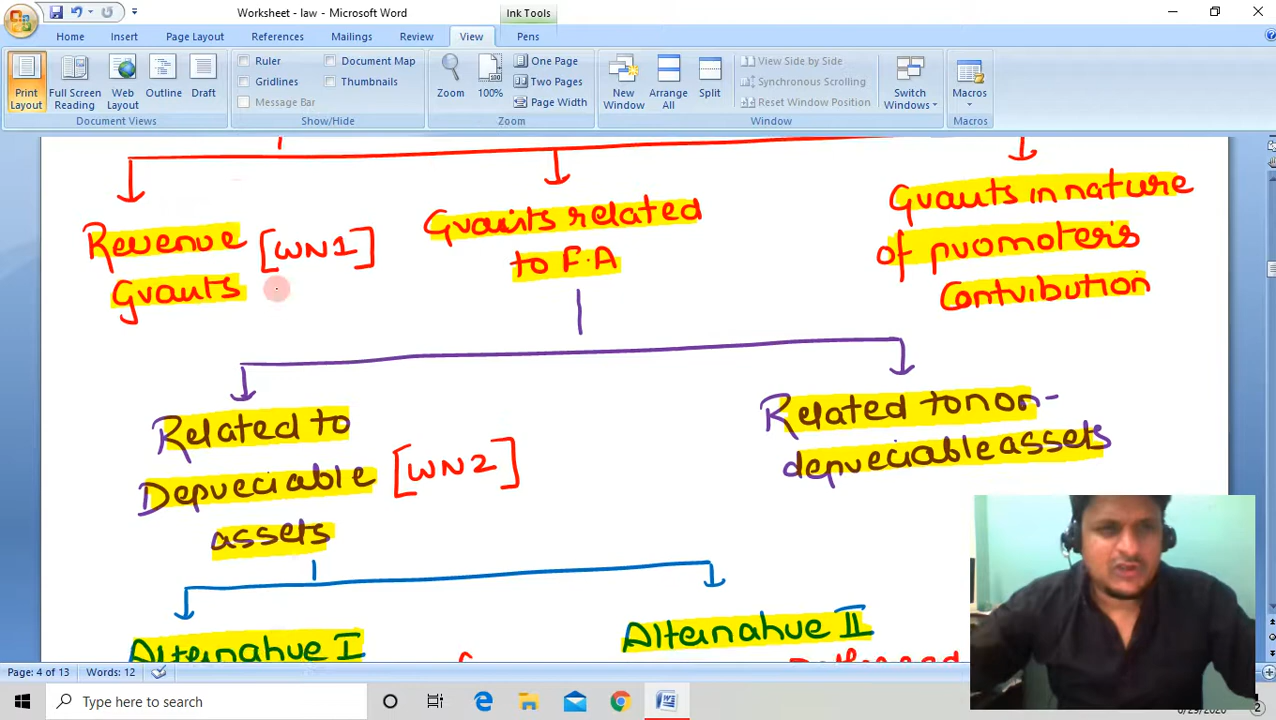 Worksheet - law - Microsoft Word
Ink Tools
Home
Insert
Page Layout
References
Mailings
Review
View
Pens
Print Layout
Full Screen Reading
Web Layout
Outline
Draft
Document Views
Ruler
Gridlines
Message Bar
Document Map
Thumbnails
Show/Hide
Zoom
100%
One Page
Two Pages
Page Width
Zoom
New Window
Arrange All
Split
View Side by Side
Synchronous Scrolling
Reset Window Position
Switch Windows
Window
Macros
Macros
Revenue [WN1]
Grants
Grants related
to F.A
Grants in nature
of promoter's
Contribution
Related to
Depreciable [WN2]
assets
Related to non-
depreciable assets
Alternative I
Alternative II
Page: 4 of 13
Words: 12
Type here to search
6/29/2020
2